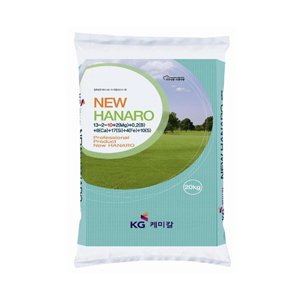 NEW
HANARO
13-2-10+2(Mg)+0.2(B)
+8(Ca)+17(Si)+4(Fe)+10(S)
Professional
Product
New HANARO
20kg
KG 케미칼